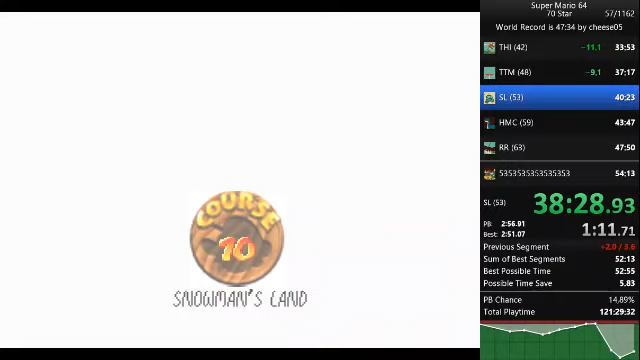 COURSE
10
SNOWMAN'S LAND
Super Mario 64
70 Star 57/1162
World Record is 47:34 by cheese05
THI (42) −11.1 33:53
TTM (48) −9.1 37:17
SL (53) 40:23
HMC (59) 43:47
RR (63) 47:50
5353535353535353 54:13
SL (53) 38:28.93
PB: 2:56.91
Best: 2:51.07 1:11.71
Previous Segment +2.0 / 3.6
Sum of Best Segments 52:13
Best Possible Time 52:55
Possible Time Save 5.83
PB Chance 14.89%
Total Playtime 121:29:32